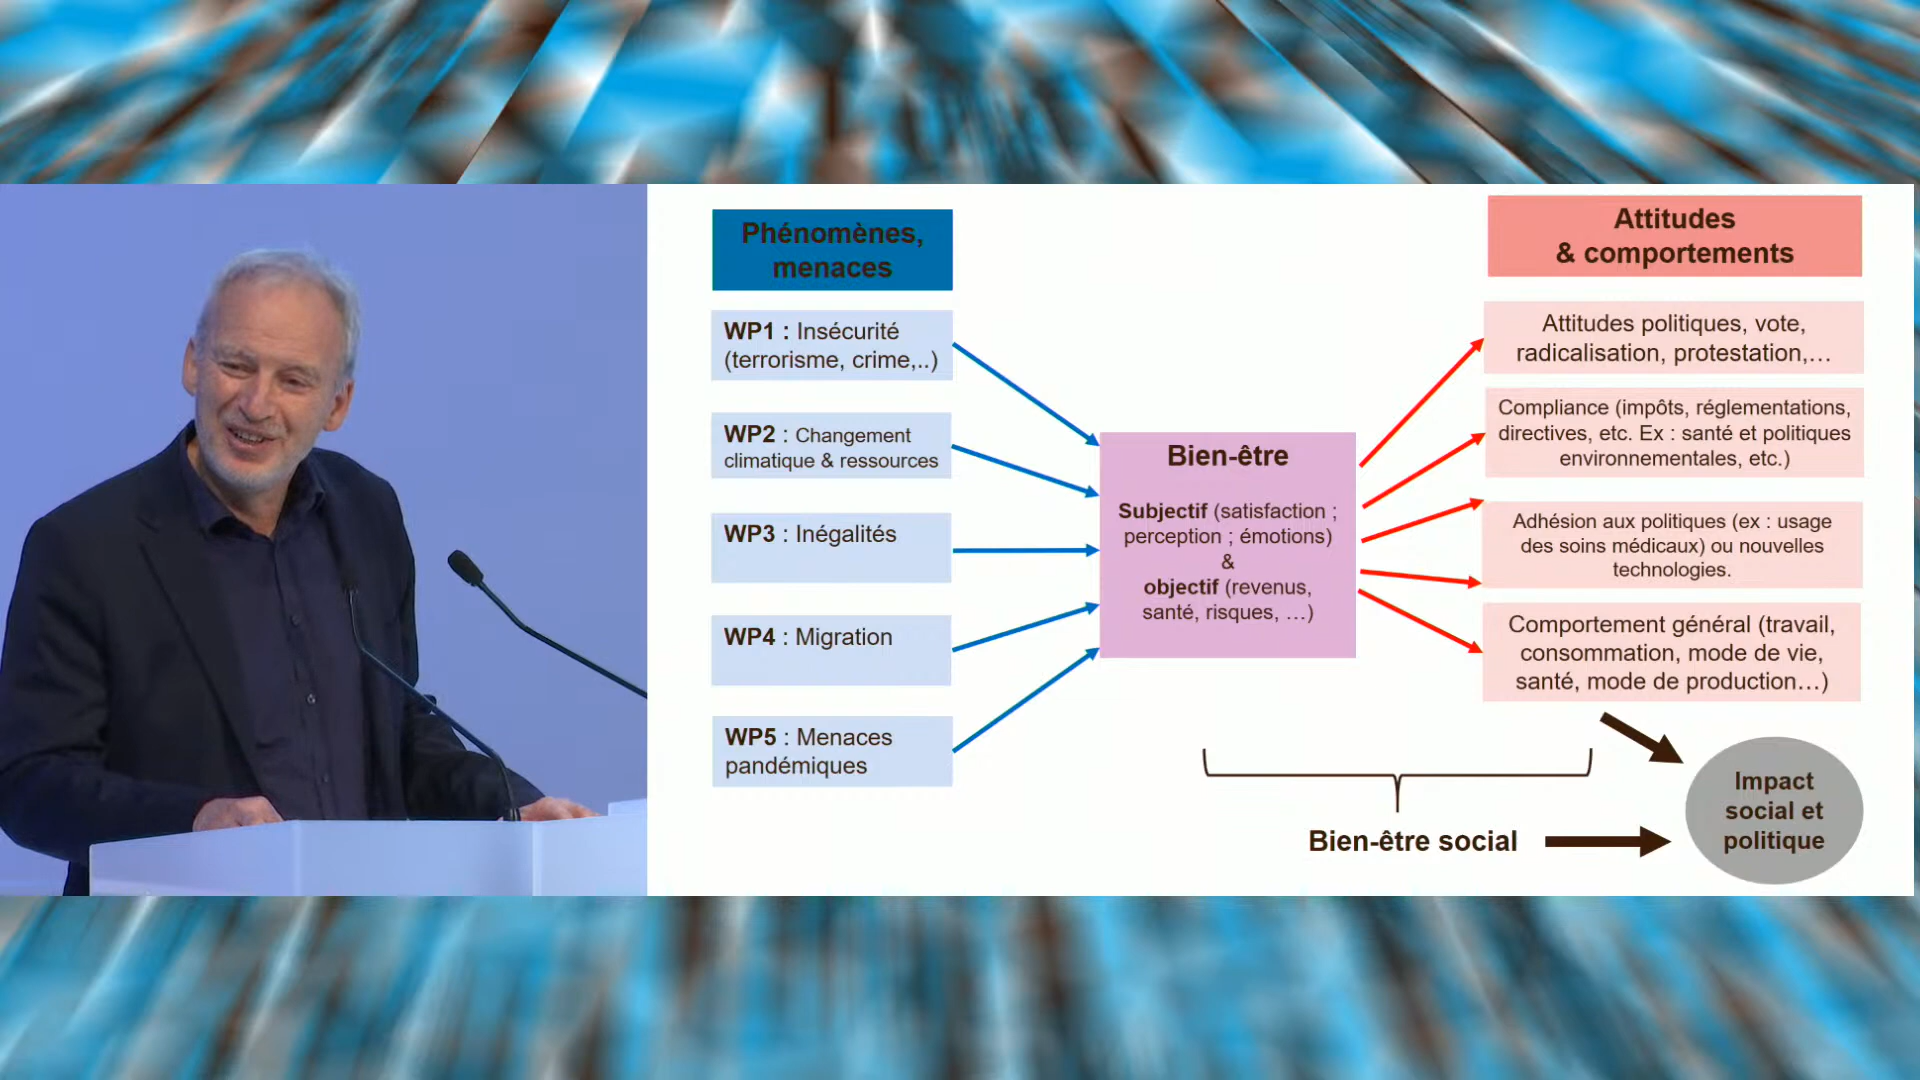 Phénomènes,
menaces
WP1 : Insécurité
(terrorisme, crime,..)
WP2 : Changement
climatique & ressources
WP3 : Inégalités
WP4 : Migration
WP5 : Menaces
pandémiques
Bien-être
Subjectif (satisfaction ;
perception ; émotions)
&
objectif (revenus,
santé, risques, …)
Attitudes
& comportements
Attitudes politiques, vote,
radicalisation, protestation,…
Compliance (impôts, réglementations,
directives, etc. Ex : santé et politiques
environnementales, etc.)
Adhésion aux politiques (ex : usage
des soins médicaux) ou nouvelles
technologies.
Comportement général (travail,
consommation, mode de vie,
santé, mode de production…)
Bien-être social
Impact
social et
politique